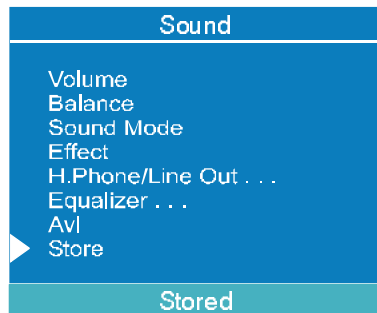 Sound
Volume
Balance
Sound Mode
Effect
H.Phone/Line Out . . .
Equalizer . . .
Avl
Store
Stored